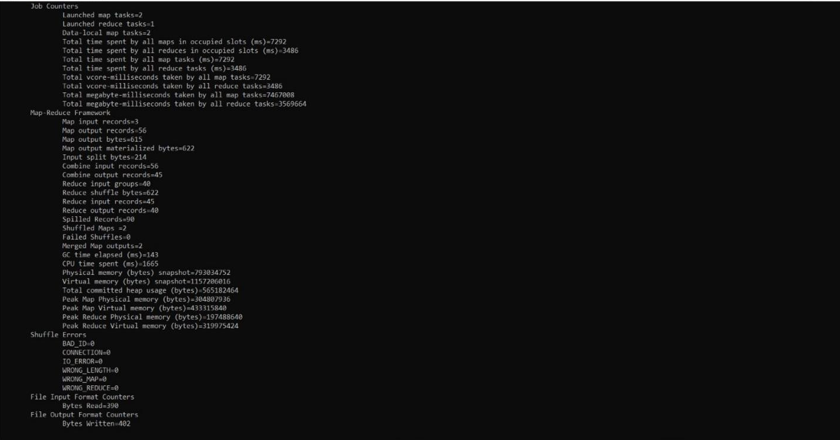 Job Counters
Launched map tasks=2
Launched reduce tasks=1
Data-local map tasks=2
Total time spent by all maps in occupied slots (ms)=7292
Total time spent by all reduces in occupied slots (ms)=3486
Total time spent by all map tasks (ms)=7292
Total time spent by all reduce tasks (ms)=3486
Total vcore-milliseconds taken by all map tasks=7292
Total vcore-milliseconds taken by all reduce tasks=3486
Total megabyte-milliseconds taken by all map tasks=7467008
Total megabyte-milliseconds taken by all reduce tasks=3569664
Map-Reduce Framework
Map input records=3
Map output records=56
Map output bytes=615
Map output materialized bytes=622
Input split bytes=214
Combine input records=56
Combine output records=45
Reduce input groups=40
Reduce shuffle bytes=622
Reduce input records=45
Reduce output records=40
Spilled Records=90
Shuffled Maps =2
Failed Shuffles=0
Merged Map outputs=2
GC time elapsed (ms)=143
CPU time spent (ms)=1665
Physical memory (bytes) snapshot=793034752
Virtual memory (bytes) snapshot=1157206016
Total committed heap usage (bytes)=565182464
Peak Map Physical memory (bytes)=304807936
Peak Map Virtual memory (bytes)=433315840
Peak Reduce Physical memory (bytes)=197488640
Peak Reduce Virtual memory (bytes)=319975424
Shuffle Errors
BAD_ID=0
CONNECTION=0
IO_ERROR=0
WRONG_LENGTH=0
WRONG_MAP=0
WRONG_REDUCE=0
File Input Format Counters
Bytes Read=390
File Output Format Counters
Bytes Written=402